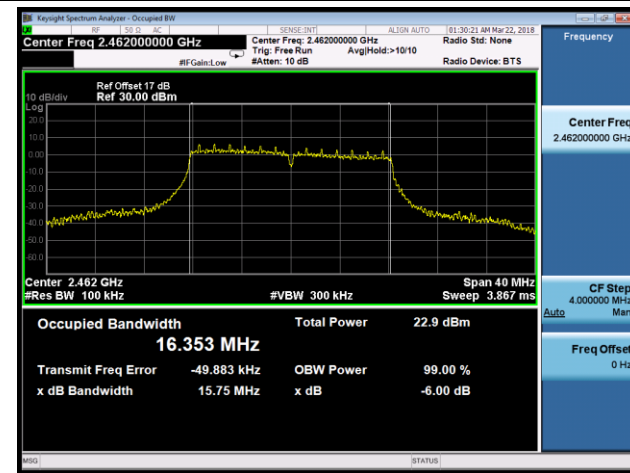 Keysight Spectrum Analyzer - Occupied BW
RF 50 Ω AC SENSE:INT ALIGN AUTO 01:30:21 AM Mar 22, 2018
Center Freq 2.462000000 GHz
Center Freq: 2.462000000 GHz
Radio Std: None
Trig: Free Run Avg|Hold:>10/10
#IFGain:Low #Atten: 10 dB Radio Device: BTS
Frequency
Ref Offset 17 dB
10 dB/div Ref 30.00 dBm
Log
20.0
10.0
0.00
-10.0
-20.0
-30.0
-40.0
-50.0
-60.0
Center 2.462 GHz Span 40 MHz
#Res BW 100 kHz #VBW 300 kHz Sweep 3.867 ms
Center Freq
2.462000000 GHz
CF Step
4.000000 MHz
Auto Man
Freq Offset
0 Hz
Occupied Bandwidth Total Power 22.9 dBm
16.353 MHz
Transmit Freq Error -49.883 kHz OBW Power 99.00 %
x dB Bandwidth 15.75 MHz x dB -6.00 dB
MSG STATUS